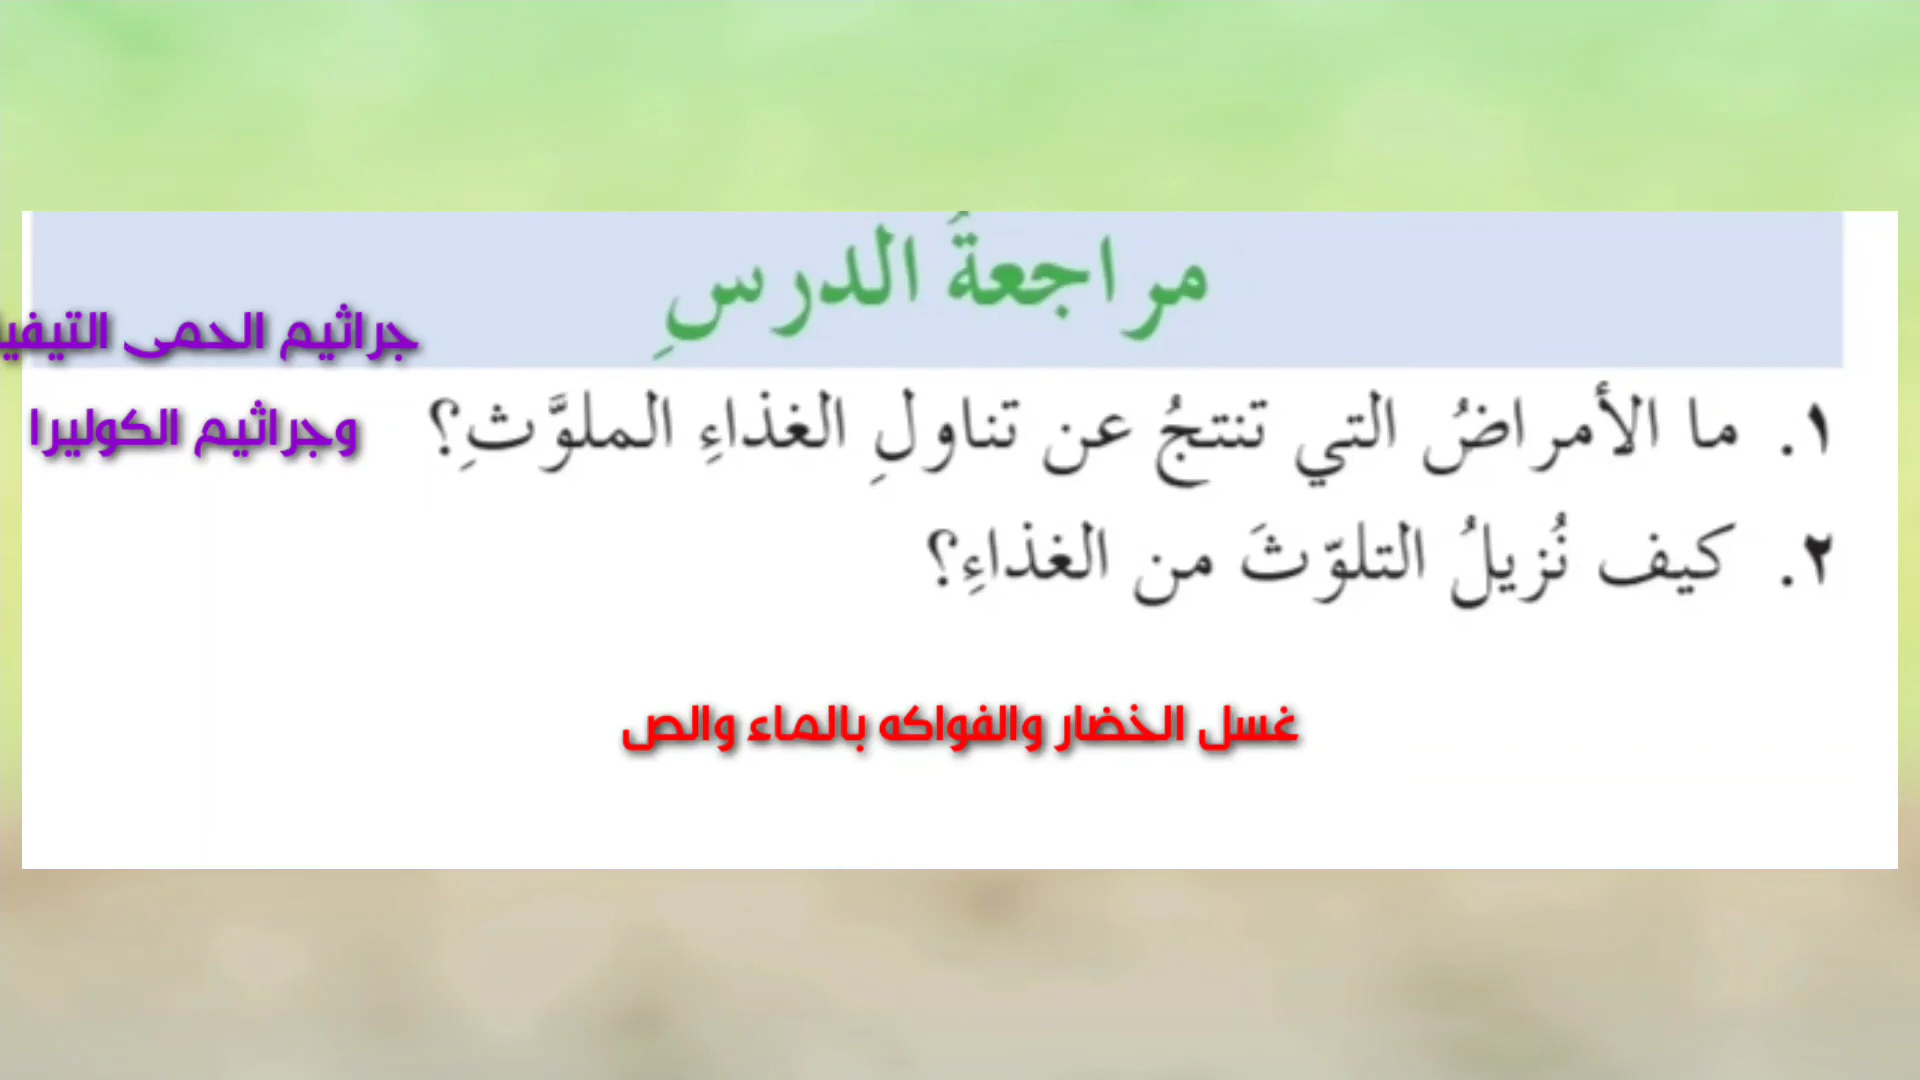 مراجعةُ الدرسِ
جراثيم الحمى التيفي
١. ما الأمراضُ التي تنتجُ عن تناولِ الغذاءِ الملوَّثِ؟
وجراثيم الكوليرا
٢. كيف نُزيلُ التلوّثَ من الغذاءِ؟
غسل الخضار والفواكه بالماء والص